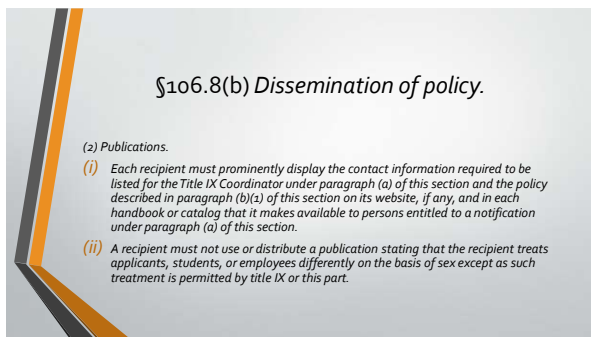 §106.8(b) Dissemination of policy.
(2) Publications.
(i) Each recipient must prominently display the contact information required to be
listed for the Title IX Coordinator under paragraph (a) of this section and the policy
described in paragraph (b)(1) of this section on its website, if any, and in each
handbook or catalog that it makes available to persons entitled to a notification
under paragraph (a) of this section.
(ii) A recipient must not use or distribute a publication stating that the recipient treats
applicants, students, or employees differently on the basis of sex except as such
treatment is permitted by title IX or this part.